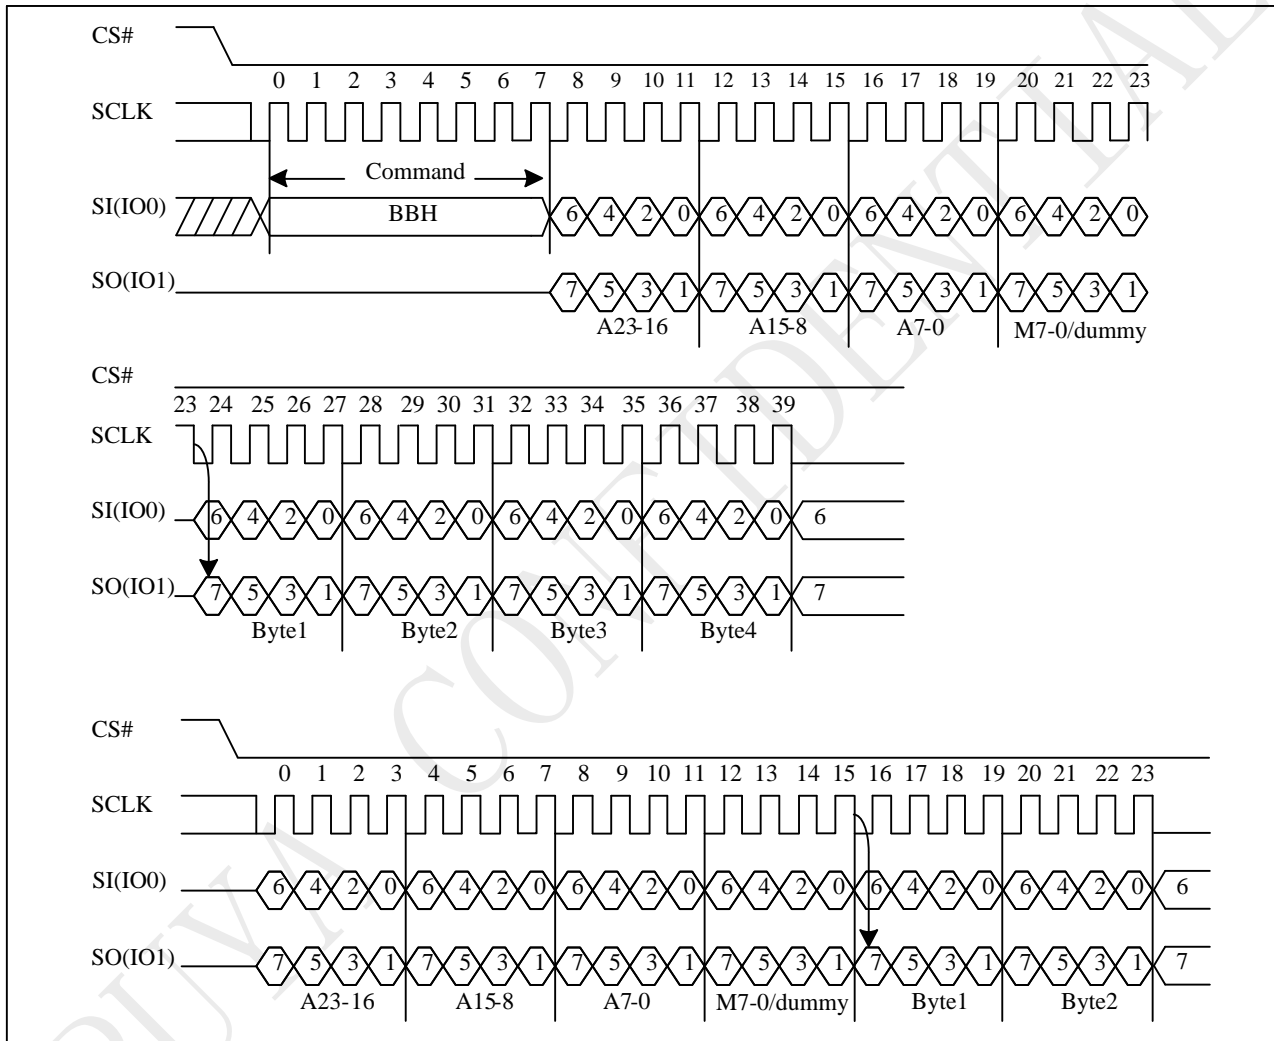 CS#
0 1 2 3 4 5 6 7 8 9 10 11 12 13 14 15 16 17 18 19 20 21 22 23
SCLK
Command
SI(IO0) BBH 6 4 2 0 6 4 2 0 6 4 2 0 6 4 2 0
SO(IO1) 7 5 3 1 7 5 3 1 7 5 3 1 7 5 3 1
A23-16 A15-8 A7-0 M7-0/dummy
CS#
23 24 25 26 27 28 29 30 31 32 33 34 35 36 37 38 39
SCLK
SI(IO0) 6 4 2 0 6 4 2 0 6 4 2 0 6 4 2 0 6
SO(IO1) 7 5 3 1 7 5 3 1 7 5 3 1 7 5 3 1 7
Byte1 Byte2 Byte3 Byte4
CS#
0 1 2 3 4 5 6 7 8 9 10 11 12 13 14 15 16 17 18 19 20 21 22 23
SCLK
SI(IO0) 6 4 2 0 6 4 2 0 6 4 2 0 6 4 2 0 6 4 2 0 6 4 2 0 6
SO(IO1) 7 5 3 1 7 5 3 1 7 5 3 1 7 5 3 1 7 5 3 1 7 5 3 1 7
A23-16 A15-8 A7-0 M7-0/dummy Byte1 Byte2
PUYA CONFIDENTIAL